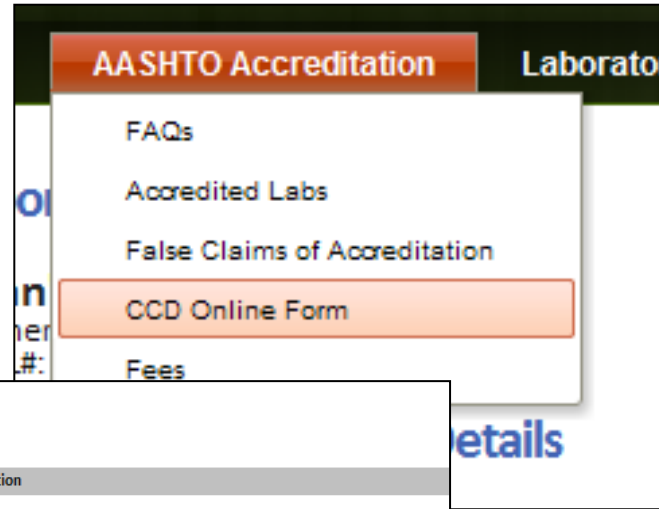 AASHTO Accreditation Laborato
FAQs
Accredited Labs
False Claims of Accreditation
CCD Online Form
Fees
#:
etails
tion